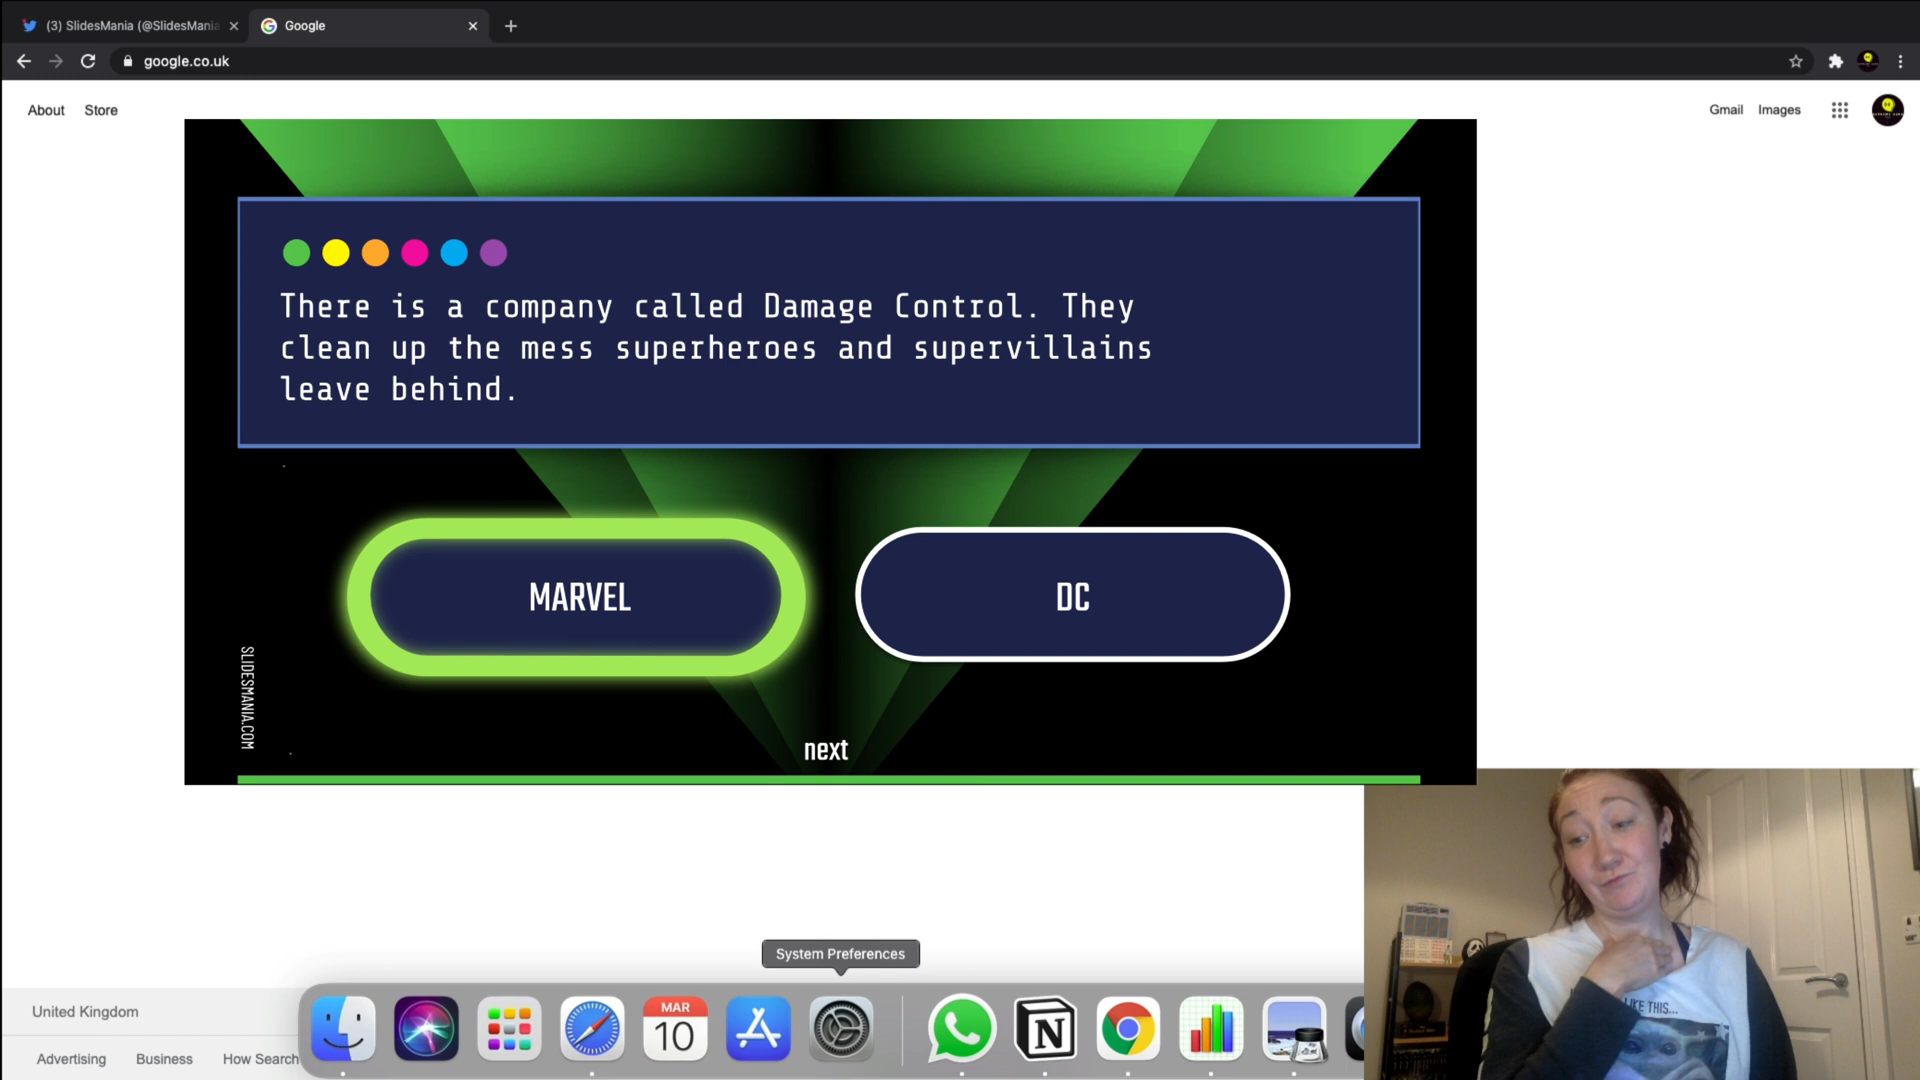 (3) SlidesMania (@SlidesMania
Google
google.co.uk
About Store
Gmail Images
There is a company called Damage Control. They
clean up the mess superheroes and supervillains
leave behind.
MARVEL
DC
SLIDESMANIA.COM
next
System Preferences
United Kingdom
MAR
10
Advertising Business How Search
LIKE THIS...